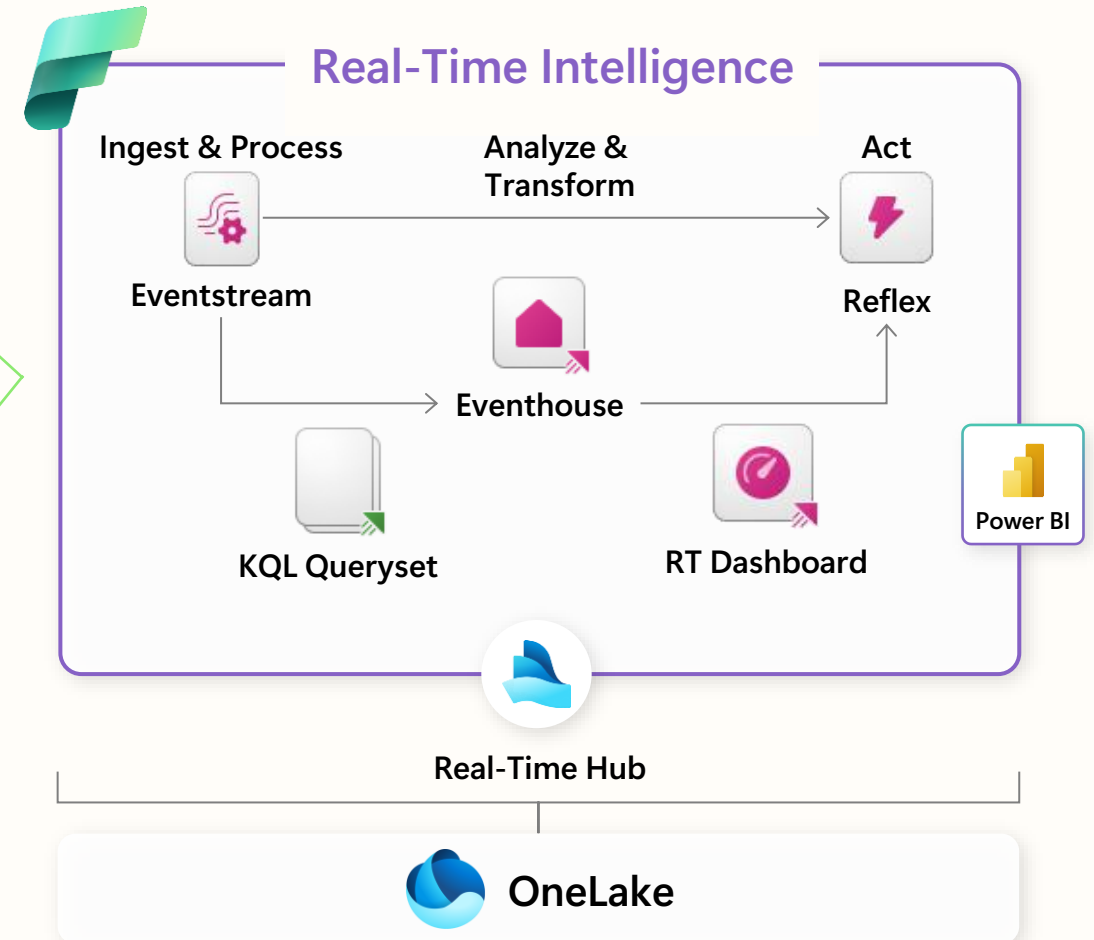 Real-Time Intelligence
Ingest & Process
Analyze &
Transform
Act
Eventstream
Reflex
Eventhouse
KQL Queryset
RT Dashboard
Power BI
Real-Time Hub
OneLake